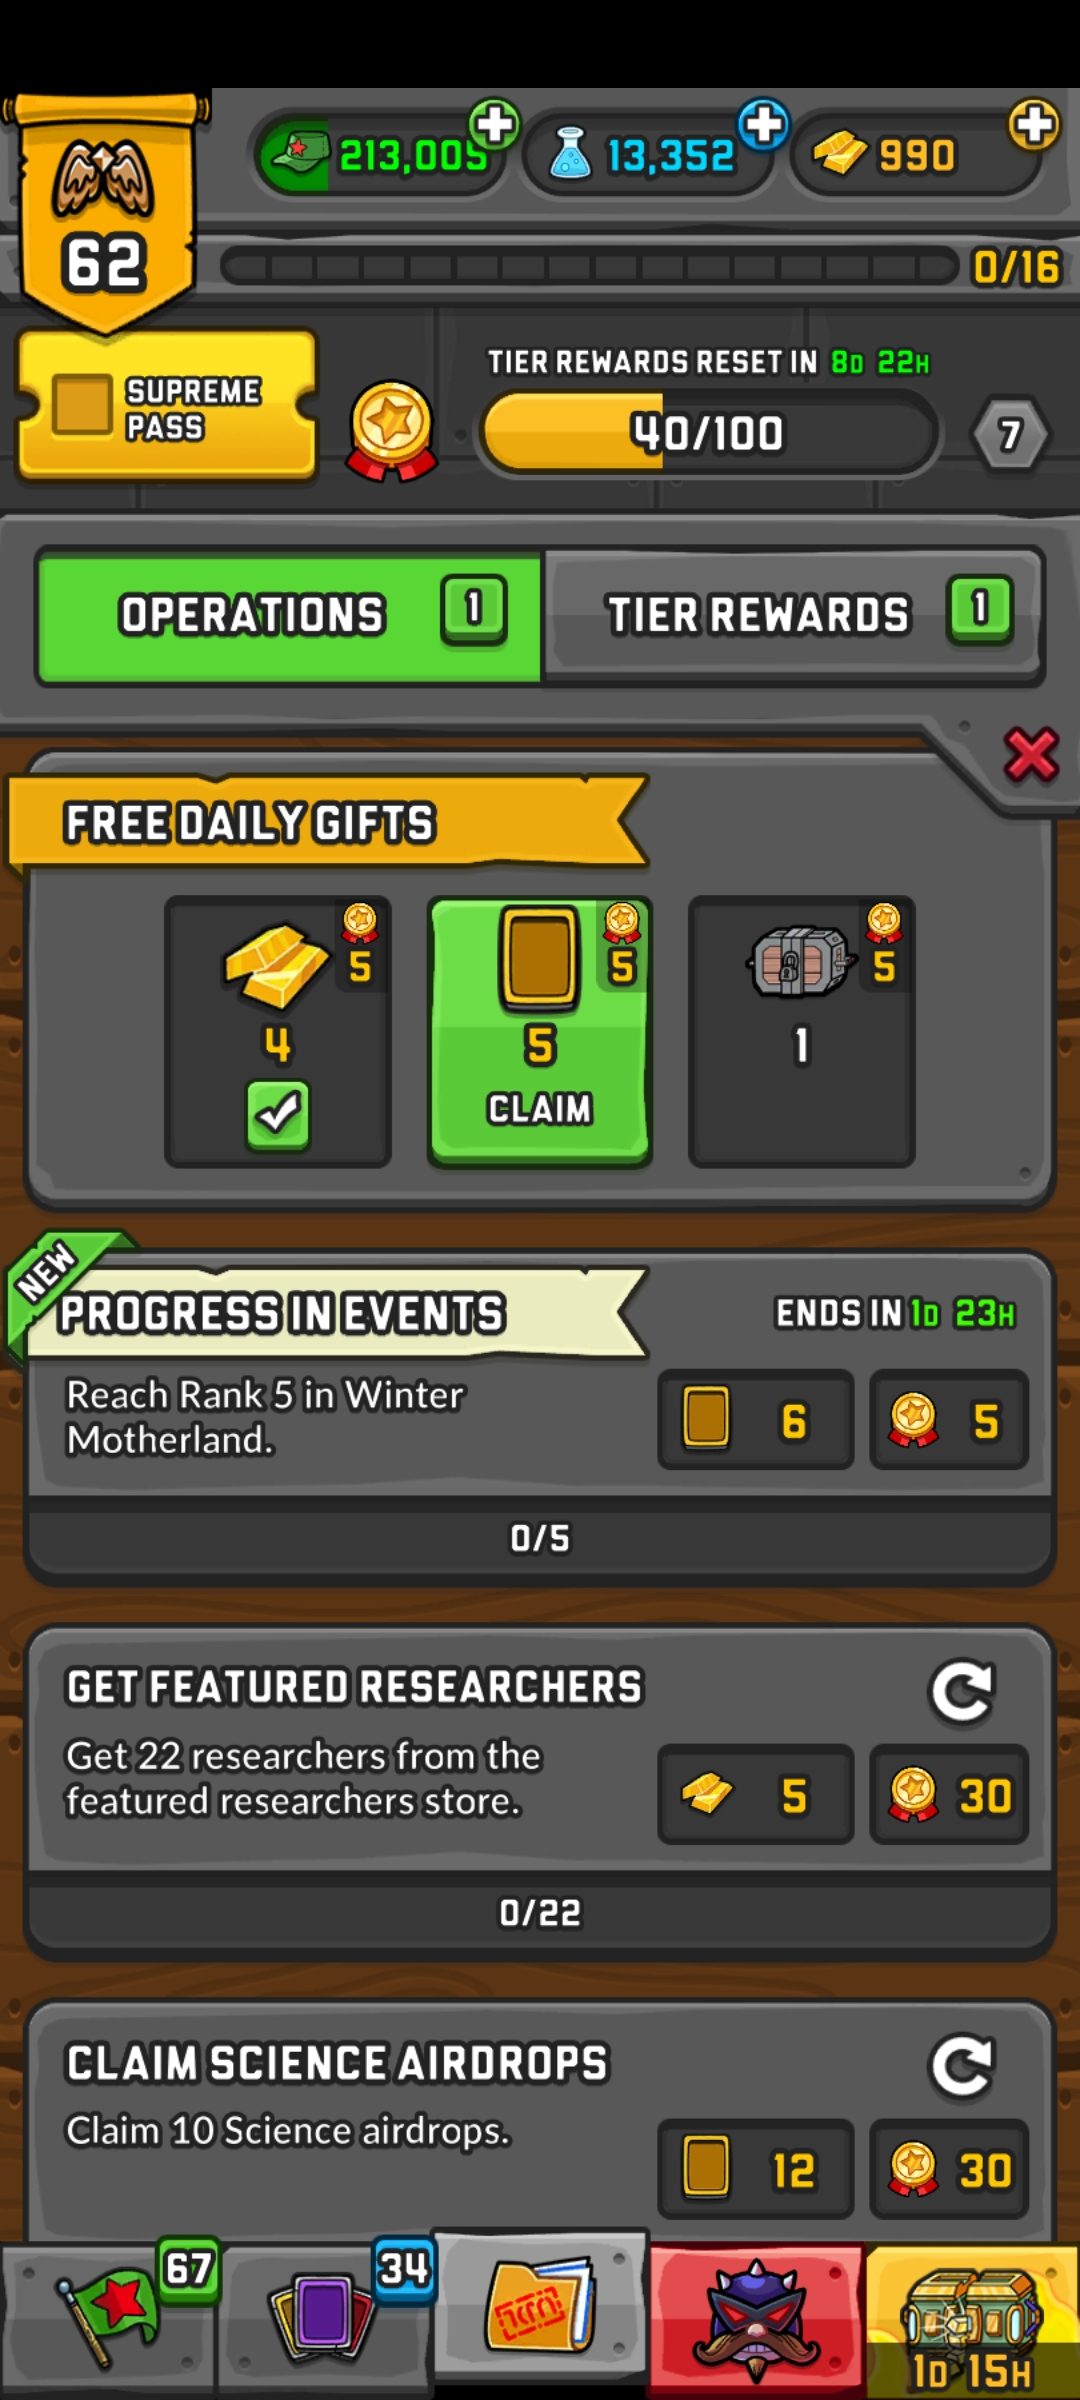 213,005
13,352
990
62
0/16
SUPREME
PASS
TIER REWARDS RESET IN 8D 22H
40/100
7
OPERATIONS 1
TIER REWARDS 1
FREE DAILY GIFTS
5
5
5
4
5
1
CLAIM
NEW
PROGRESS IN EVENTS
ENDS IN 1D 23H
Reach Rank 5 in Winter
Motherland.
6
5
0/5
GET FEATURED RESEARCHERS
Get 22 researchers from the
featured researchers store.
5
30
0/22
CLAIM SCIENCE AIRDROPS
Claim 10 Science airdrops.
12
30
67
34
1D 15H